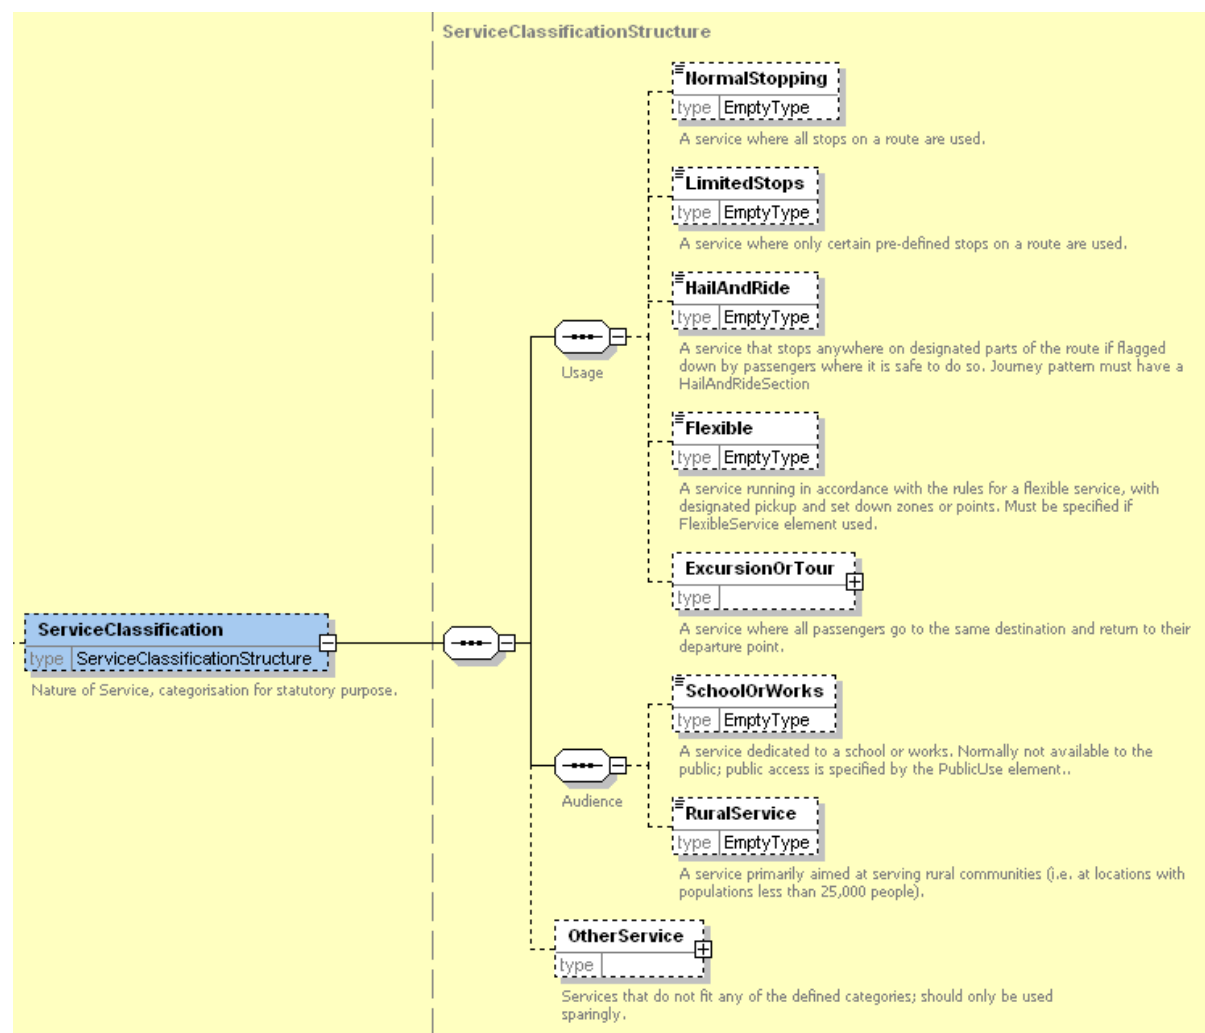 ServiceClassificationStructure
NormalStopping
type EmptyType
A service where all stops on a route are used.
LimitedStops
type EmptyType
A service where only certain pre-defined stops on a route are used.
HailAndRide
type EmptyType
A service that stops anywhere on designated parts of the route if flagged
down by passengers where it is safe to do so. Journey pattern must have a
HailAndRideSection
Usage
Flexible
type EmptyType
A service running in accordance with the rules for a flexible service, with
designated pickup and set down zones or points. Must be specified if
FlexibleService element used.
ExcursionOrTour
type
A service where all passengers go to the same destination and return to their
departure point.
ServiceClassification
type ServiceClassificationStructure
Nature of Service, categorisation for statutory purpose.
SchoolOrWorks
type EmptyType
A service dedicated to a school or works. Normally not available to the
public; public access is specified by the PublicUse element..
Audience
RuralService
type EmptyType
A service primarily aimed at serving rural communities (i.e. at locations with
populations less than 25,000 people).
OtherService
type
Services that do not fit any of the defined categories; should only be used
sparingly.